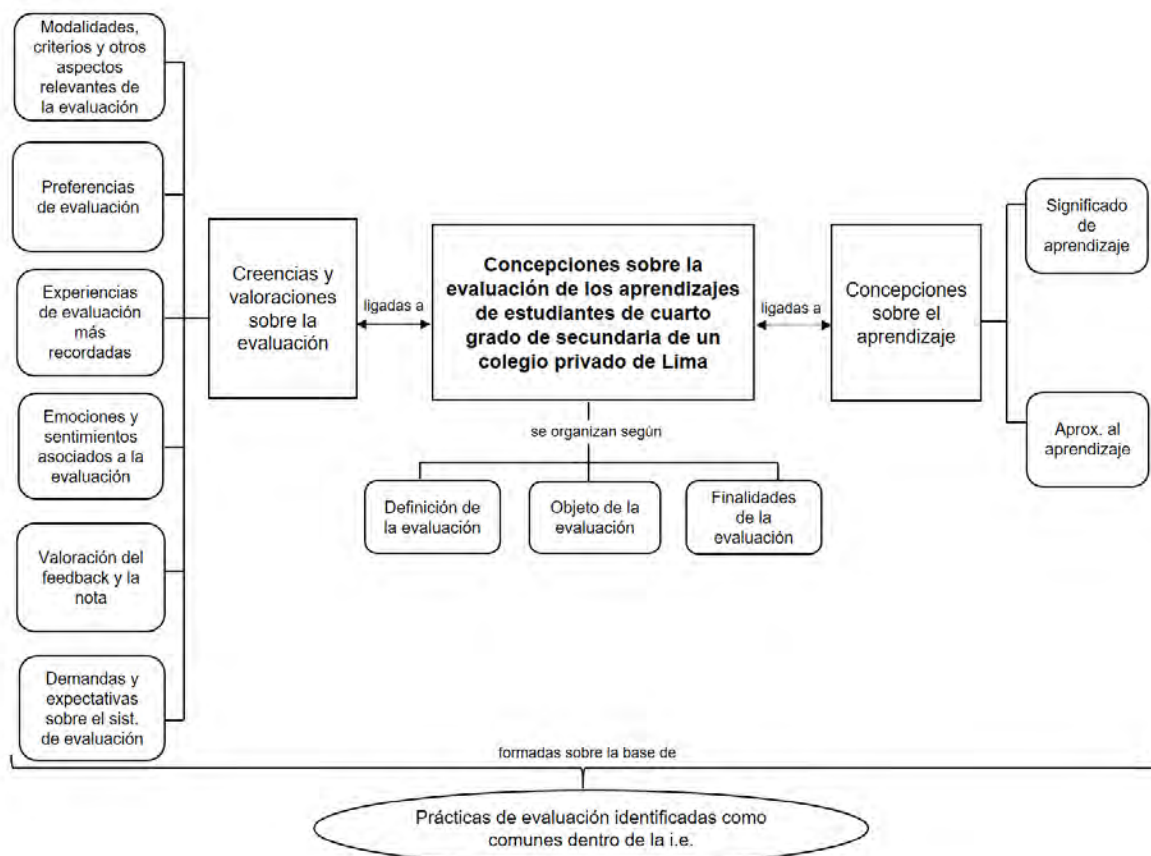 Modalidades,
criterios y otros
aspectos
relevantes de
la evaluación
Preferencias
de evaluación
Experiencias
de evaluación
más
recordadas
Emociones y
sentimientos
asociados a la
evaluación
Valoración del
feedback y la
nota
Demandas y
expectativas
sobre el sist.
de evaluación
Creencias y
valoraciones
sobre la
evaluación
ligadas a
Concepciones sobre la
evaluación de los aprendizajes
de estudiantes de cuarto
grado de secundaria de un
colegio privado de Lima
ligadas a
Concepciones
sobre el
aprendizaje
Significado
de
aprendizaje
Aprox. al
aprendizaje
se organizan según
Definición de
la evaluación
Objeto de la
evaluación
Finalidades
de la
evaluación
formadas sobre la base de
Prácticas de evaluación identificadas como
comunes dentro de la i.e.